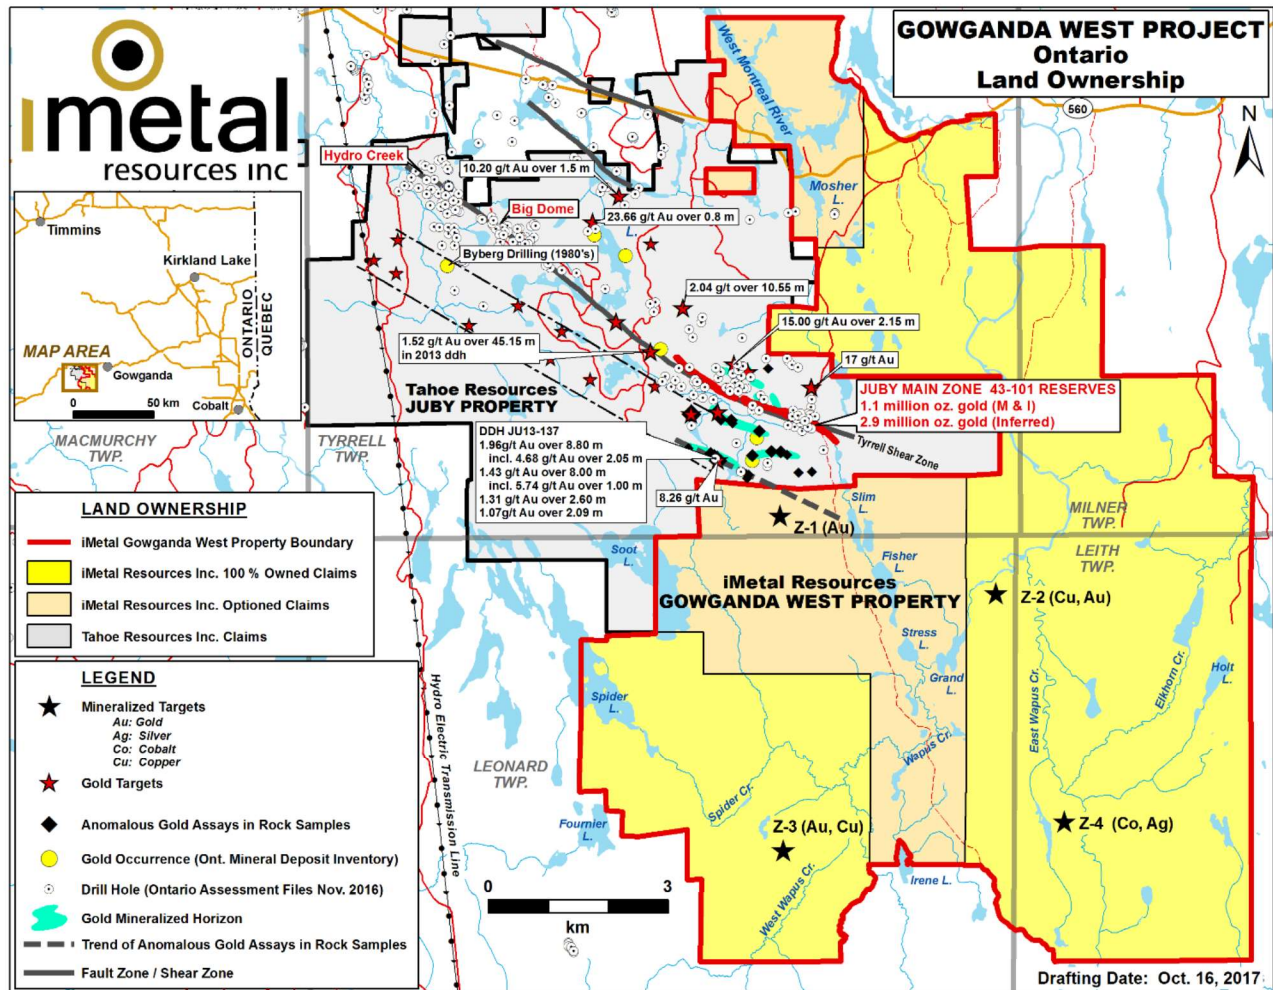 GOWGANDA WEST PROJECT
Ontario
Land Ownership
imetal
resources inc
N
560
West Montreal River
Mosher
L.
Hydro Creek
10.20 g/t Au over 1.5 m
Big Dome
L.
23.66 g/t Au over 0.8 m
Byberg Drilling (1980's)
2.04 g/t over 10.55 m
15.00 g/t Au over 2.15 m
1.52 g/t Au over 45.15 m
in 2013 ddh
17 g/t Au
Tahoe Resources
JUBY PROPERTY
JUBY MAIN ZONE 43-101 RESERVES
1.1 million oz. gold (M & I)
2.9 million oz. gold (Inferred)
Tyrrell Shear Zone
DDH JU13-137
1.96g/t Au over 8.80 m
incl. 4.68 g/t Au over 2.05 m
1.43 g/t Au over 8.00 m
incl. 5.74 g/t Au over 1.00 m
1.31 g/t Au over 2.60 m
1.07g/t Au over 2.09 m
8.26 g/t Au
Timmins
Kirkland Lake
ONTARIO
QUEBEC
MAP AREA
Gowganda
0 50 km
Cobalt
MACMURCHY
TWP.
TYRRELL
TWP.
MILNER
TWP.
LEITH
TWP.
LEONARD
TWP.
LAND OWNERSHIP
iMetal Gowganda West Property Boundary
iMetal Resources Inc. 100 % Owned Claims
iMetal Resources Inc. Optioned Claims
Tahoe Resources Inc. Claims
LEGEND
Mineralized Targets
Au: Gold
Ag: Silver
Co: Cobalt
Cu: Copper
Gold Targets
Anomalous Gold Assays in Rock Samples
Gold Occurrence (Ont. Mineral Deposit Inventory)
Drill Hole (Ontario Assessment Files Nov. 2016)
Gold Mineralized Horizon
Trend of Anomalous Gold Assays in Rock Samples
Fault Zone / Shear Zone
Hydro Electric Transmission Line
Slim
L.
Z-1 (Au)
Soot
L.
Fisher
L.
iMetal Resources
GOWGANDA WEST PROPERTY
Z-2 (Cu, Au)
Stress
L.
Grand
L.
Spider
L.
East Wapus Cr.
Elkhorn Cr.
Holt
L.
Wapus Cr.
Spider Cr.
Fournier
L.
Z-3 (Au, Cu)
Z-4 (Co, Ag)
West Wapus Cr.
Irene L.
0 3
km
Drafting Date: Oct. 16, 2017